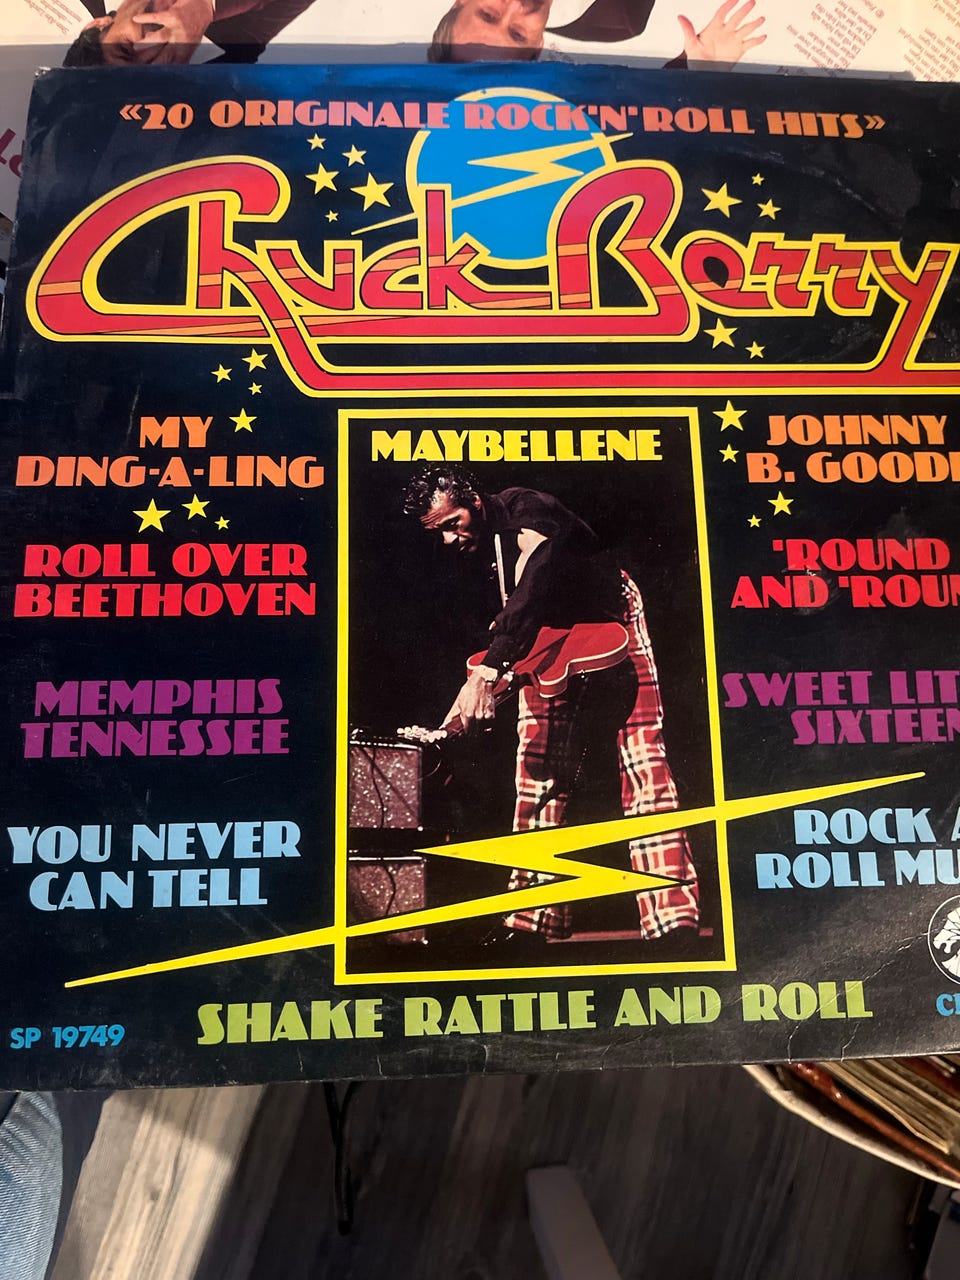 «20 ORIGINALE ROCK'N'ROLL HITS»
Chuck Berry
MAYBELLENE
MY
DING-A-LING
ROLL OVER
BEETHOVEN
MEMPHIS
TENNESSEE
YOU NEVER
CAN TELL
JOHNNY
B. GOOD
'ROUND
AND 'ROUN
SWEET LIT
SIXTEEN
ROCK A
ROLL MU
SHAKE RATTLE AND ROLL
SP 19749